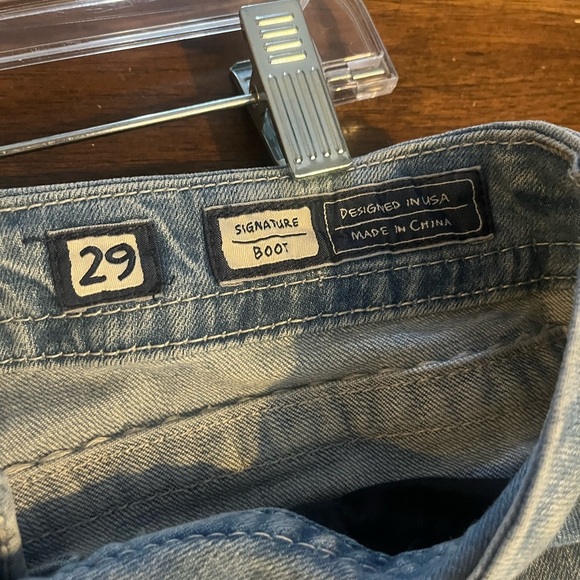 29
SIGNATURE
BOOT
DESIGNED IN USA
MADE IN CHINA